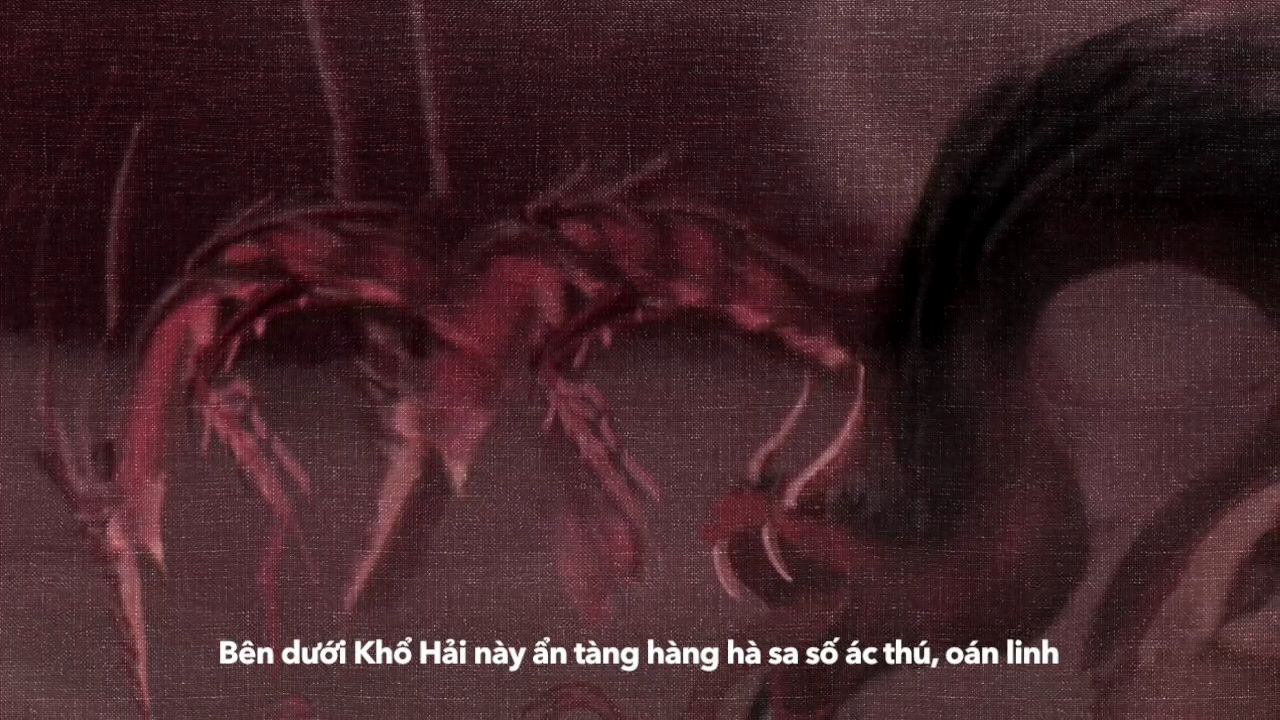 Bên dưới Khổ Hải này ẩn tàng hàng hà sa số ác thú, oán linh